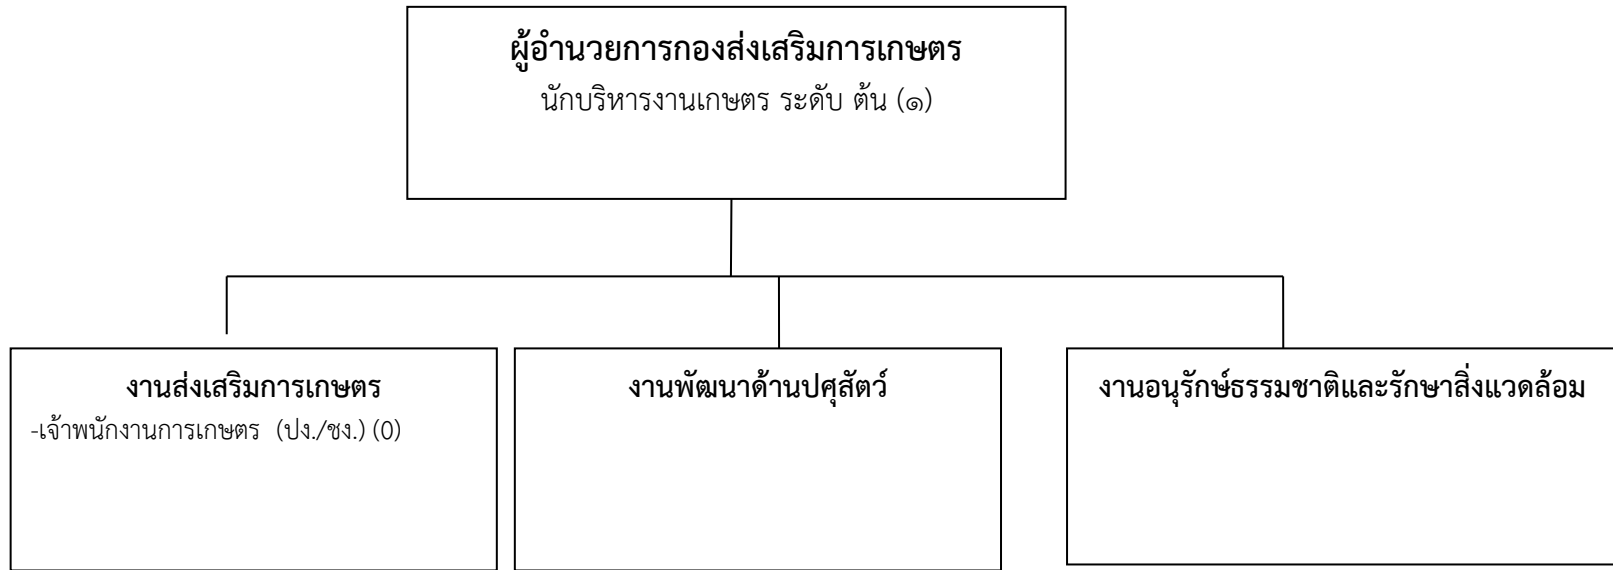 ผู้อำนวยการกองส่งเสริมการเกษตร
นักบริหารงานเกษตร ระดับ ต้น (๑)
งานส่งเสริมการเกษตร
-เจ้าพนักงานการเกษตร (ปง./ชง.) (0)
งานพัฒนาด้านปศุสัตว์
งานอนุรักษ์ธรรมชาติและรักษาสิ่งแวดล้อม